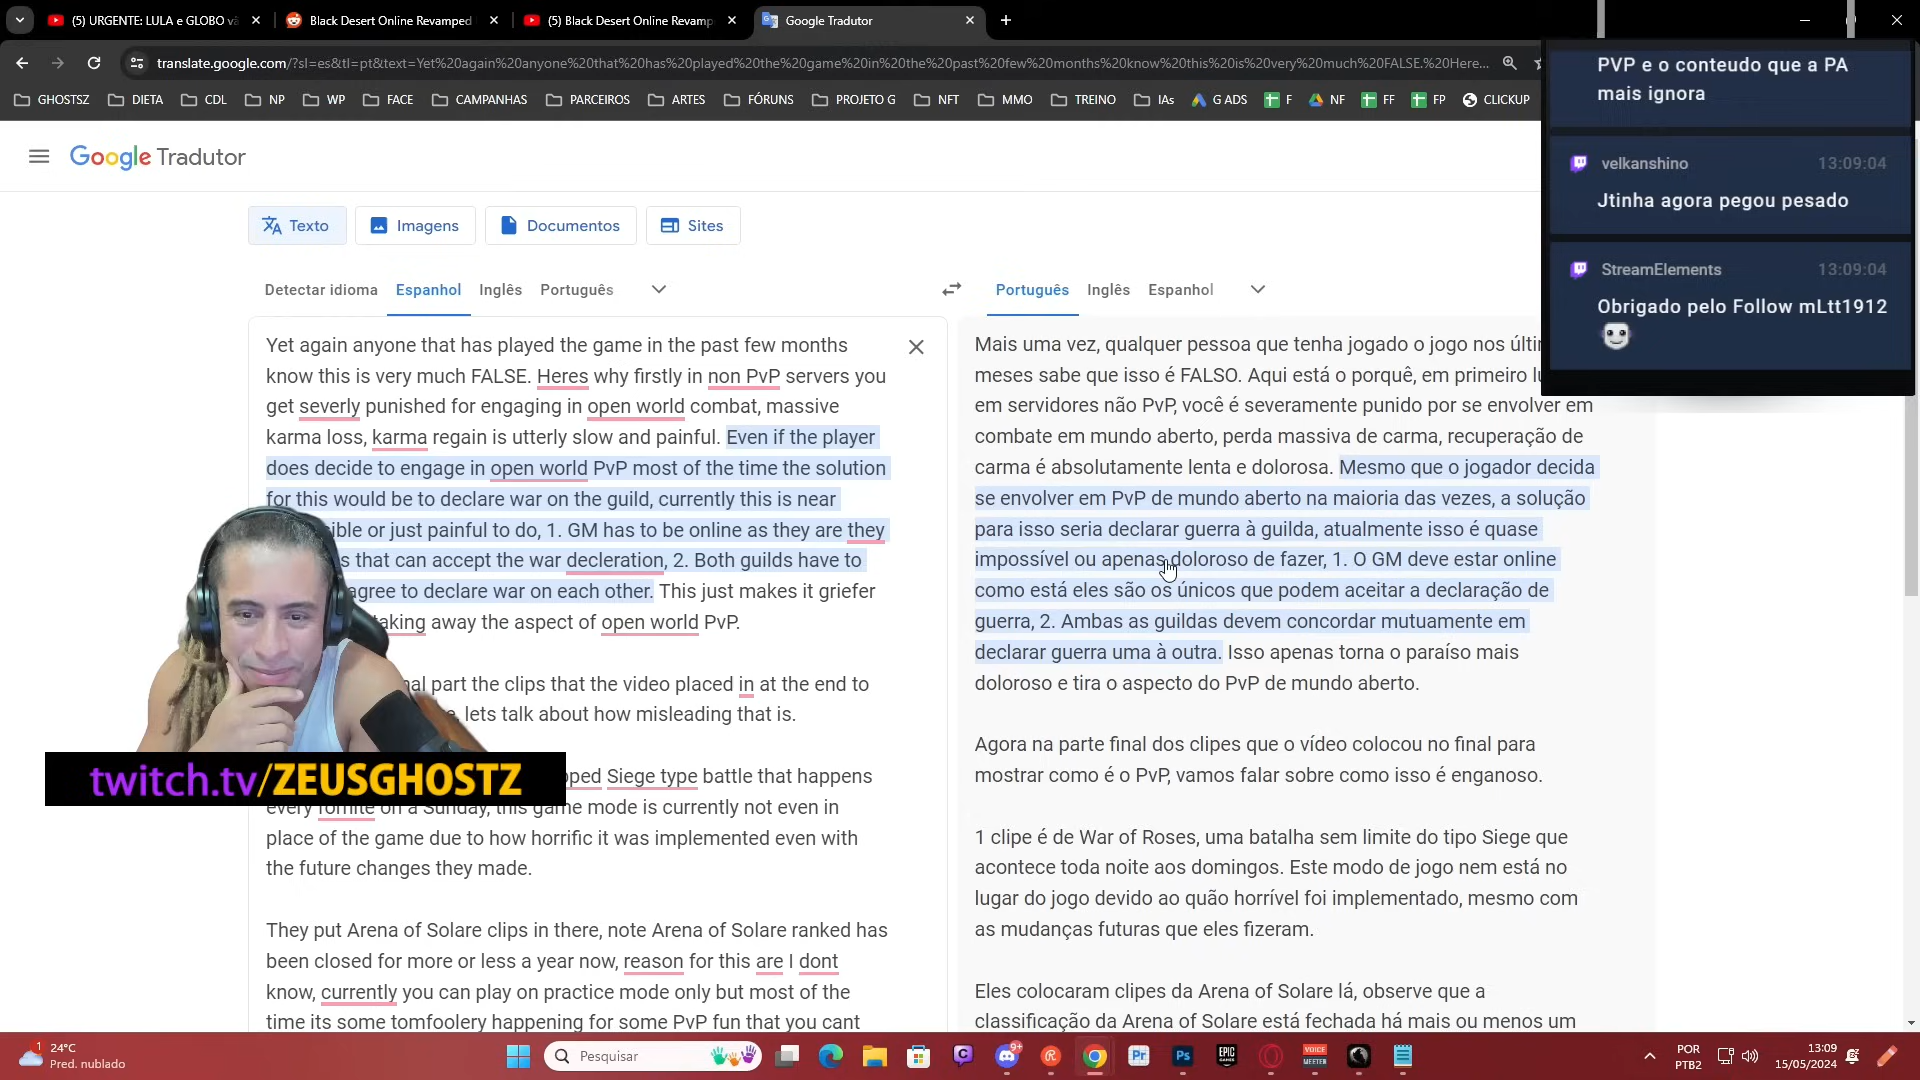 (5) URGENTE: LULA e GLOBO v
Black Desert Online Revamped
(5) Black Desert Online Revamp
Google Tradutor
translate.google.com/?sl=es&tl=pt&text=Yet%20again%20anyone%20that%20has%20played%20the%20game%20in%20the%20past%20few%20months%20know%20this%20is%20very%20much%20FALSE.%20Here...
GHOSTSZ
DIETA
CDL
NP
WP
FACE
CAMPANHAS
PARCEIROS
ARTES
FÓRUNS
PROJETO G
NFT
MMO
TREINO
IAs
G ADS
F
NF
FF
FP
CLICKUP
PVP e o conteudo que a PA
mais ignora
velkanshino 13:09:04
Jtinha agora pegou pesado
StreamElements 13:09:04
Obrigado pelo Follow mLtt1912
Google Tradutor
Texto
Imagens
Documentos
Sites
Detectar idioma
Espanhol
Inglês
Português
Português
Inglês
Espanhol
Yet again anyone that has played the game in the past few months
know this is very much FALSE. Heres why firstly in non PvP servers you
get severly punished for engaging in open world combat, massive
karma loss, karma regain is utterly slow and painful. Even if the player
does decide to engage in open world PvP most of the time the solution
for this would be to declare war on the guild, currently this is near
ible or just painful to do, 1. GM has to be online as they are they
s that can accept the war decleration, 2. Both guilds have to
agree to declare war on each other. This just makes it griefer
taking away the aspect of open world PvP.
al part the clips that the video placed in at the end to
, lets talk about how misleading that is.
pped Siege type battle that happens
every fornite on a Sunday, this game mode is currently not even in
place of the game due to how horrific it was implemented even with
the future changes they made.
They put Arena of Solare clips in there, note Arena of Solare ranked has
been closed for more or less a year now, reason for this are I dont
know, currently you can play on practice mode only but most of the
time its some tomfoolery happening for some PvP fun that you cant
Mais uma vez, qualquer pessoa que tenha jogado o jogo nos últi
meses sabe que isso é FALSO. Aqui está o porquê, em primeiro lu
em servidores não PvP, você é severamente punido por se envolver em
combate em mundo aberto, perda massiva de carma, recuperação de
carma é absolutamente lenta e dolorosa. Mesmo que o jogador decida
se envolver em PvP de mundo aberto na maioria das vezes, a solução
para isso seria declarar guerra à guilda, atualmente isso é quase
impossível ou apenas doloroso de fazer, 1. O GM deve estar online
como está eles são os únicos que podem aceitar a declaração de
guerra, 2. Ambas as guildas devem concordar mutuamente em
declarar guerra uma à outra. Isso apenas torna o paraíso mais
doloroso e tira o aspecto do PvP de mundo aberto.
Agora na parte final dos clipes que o vídeo colocou no final para
mostrar como é o PvP, vamos falar sobre como isso é enganoso.
1 clipe é de War of Roses, uma batalha sem limite do tipo Siege que
acontece toda noite aos domingos. Este modo de jogo nem está no
lugar do jogo devido ao quão horrível foi implementado, mesmo com
as mudanças futuras que eles fizeram.
Eles colocaram clipes da Arena of Solare lá, observe que a
classificação da Arena of Solare está fechada há mais ou menos um
twitch.tv/ZEUSGHOSTZ
1
24°C
Pred. nublado
Pesquisar
9+
Pr
Ps
EPIC
GAMES
VOICE
MEETER
POR
PTB2
13:09
15/05/2024